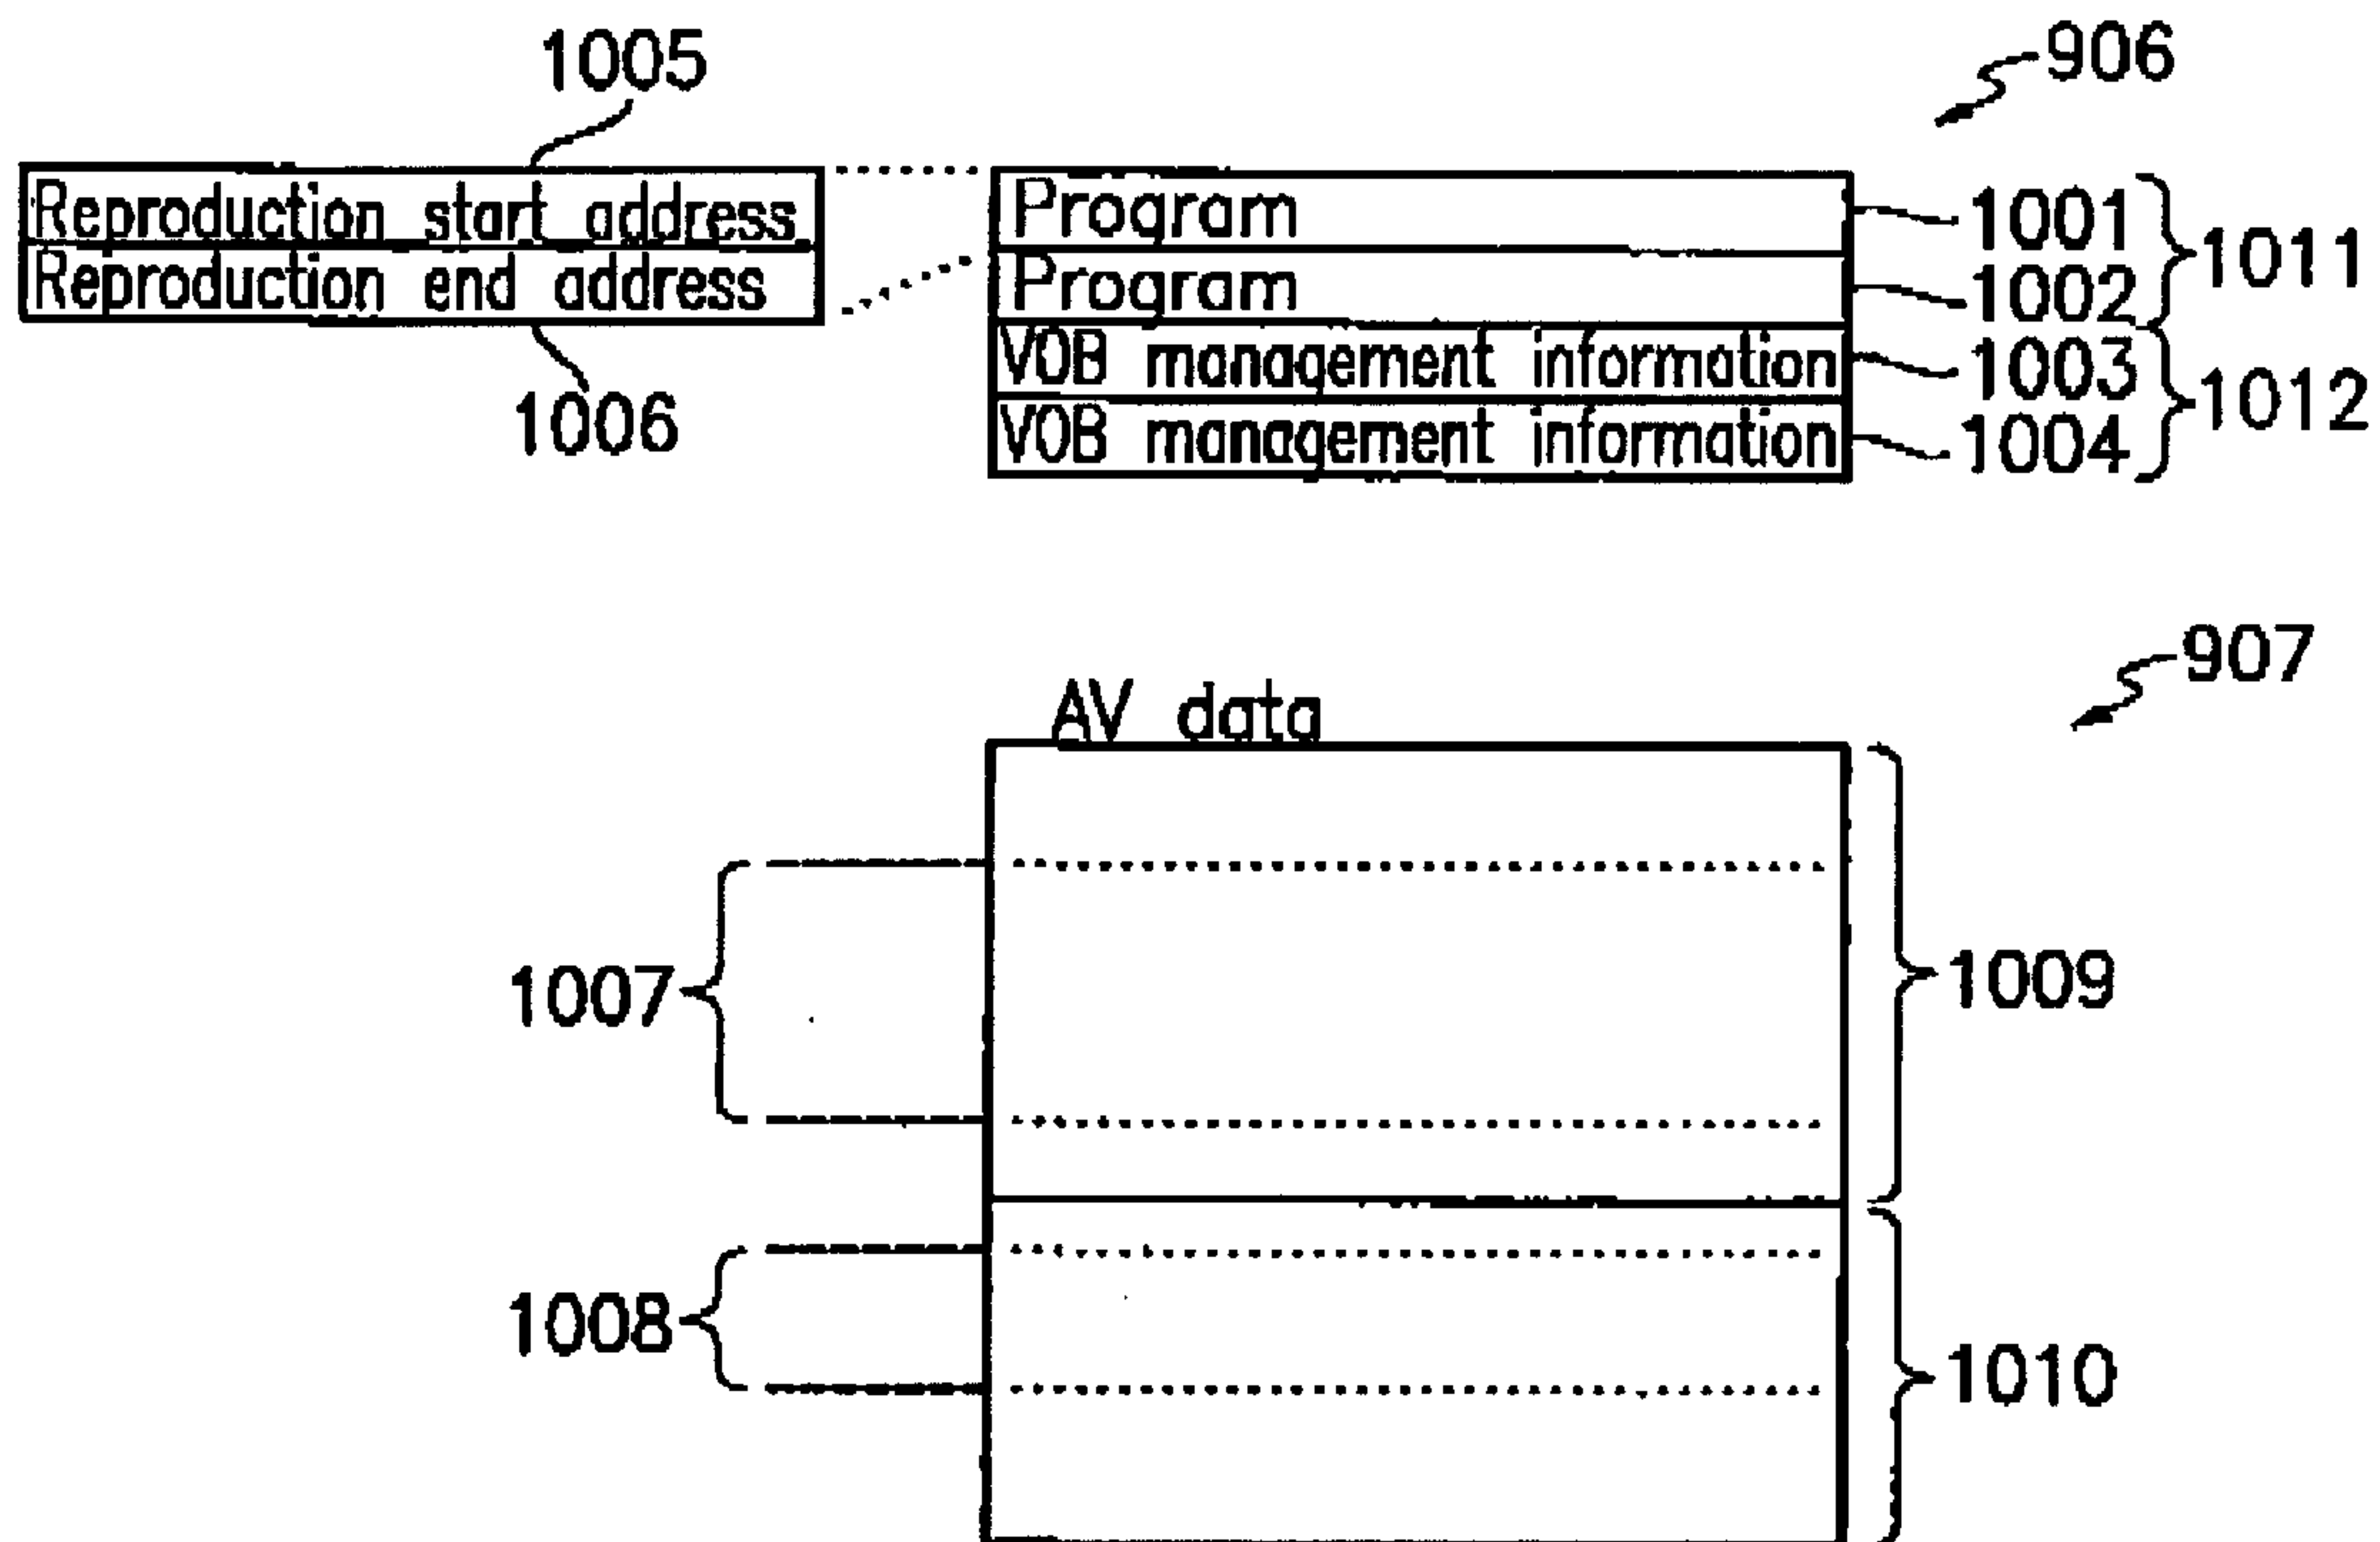 1005
906
Reproduction start address
Program
1001
1011
Reproduction end address
Program
1002
VOB management information
1003
1012
1006
VOB management information
1004
907
AV data
1007
1009
1008
1010